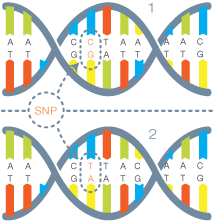 1
A A C C T A A A A C
T T G G A T T T T G
SNP
2
A A C T T A A A A C
T T G A A T T T T G